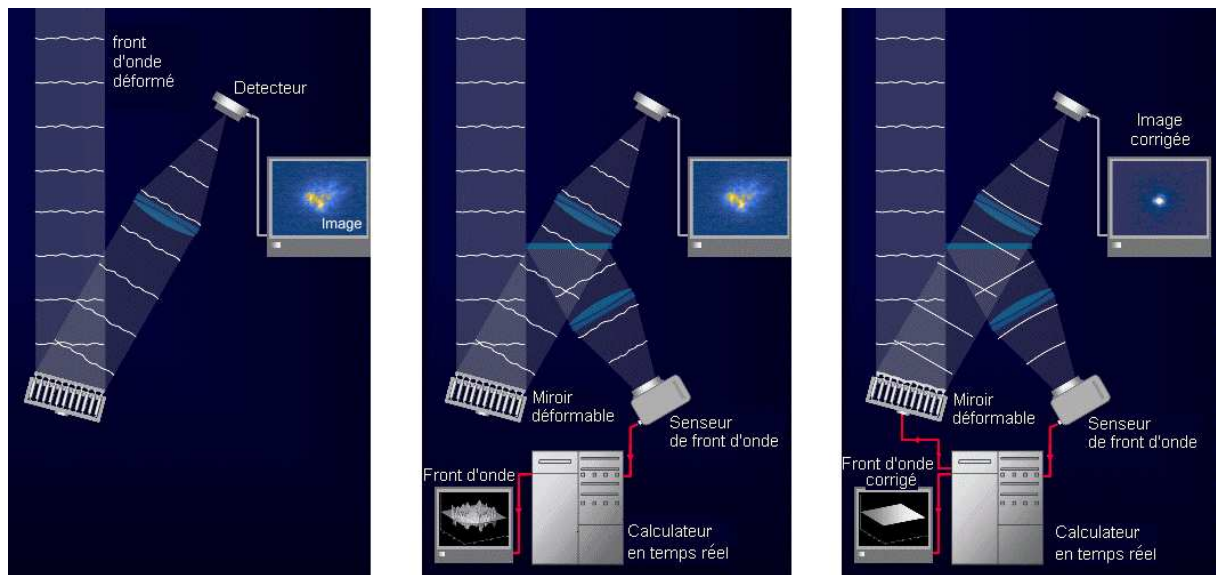 front
d'onde
déformé
Detecteur
Image
Miroir
déformable
Senseur
de front d'onde
Front d'onde
Calculateur
en temps réel
Image
corrigée
Miroir
déformable
Senseur
de front d'onde
Front d'onde
corrigé
Calculateur
en temps réel